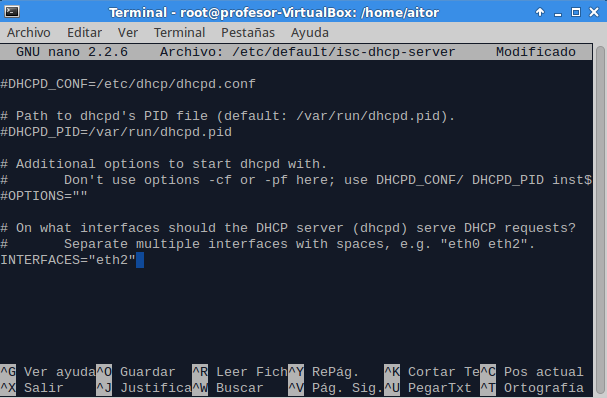 Terminal - root@profesor-VirtualBox: /home/aitor
Archivo Editar Ver Terminal Pestañas Ayuda
GNU nano 2.2.6 Archivo: /etc/default/isc-dhcp-server Modificado
#DHCPD_CONF=/etc/dhcp/dhcpd.conf
# Path to dhcpd's PID file (default: /var/run/dhcpd.pid).
#DHCPD_PID=/var/run/dhcpd.pid
# Additional options to start dhcpd with.
# Don't use options -cf or -pf here; use DHCPD_CONF/ DHCPD_PID inst$
#OPTIONS=""
# On what interfaces should the DHCP server (dhcpd) serve DHCP requests?
# Separate multiple interfaces with spaces, e.g. "eth0 eth2".
INTERFACES="eth2"
^G Ver ayuda^O Guardar ^R Leer Fich^Y RePág. ^K Cortar Te^C Pos actual
^X Salir ^J Justifica^W Buscar ^V Pág. Sig.^U PegarTxt ^T Ortografía